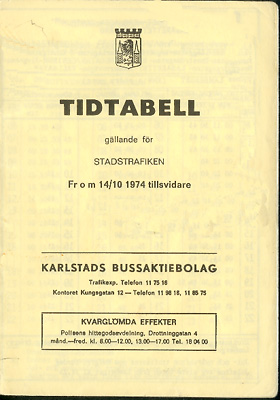 TIDTABELL
gällande för
STADSTRAFIKEN
Fr o m 14/10 1974 tillsvidare
KARLSTADS BUSSAKTIEBOLAG
Trafikexp. Telefon 11 75 16
Kontoret Kungsgatan 12 — Telefon 11 98 18, 11 85 75
KVARGLÖMDA EFFEKTER
Polisens hittegodsavdelning, Drottninggatan 4
månd.—fred. kl. 8.00—12.00, 13.00—17.00 Tel. 18 04 00